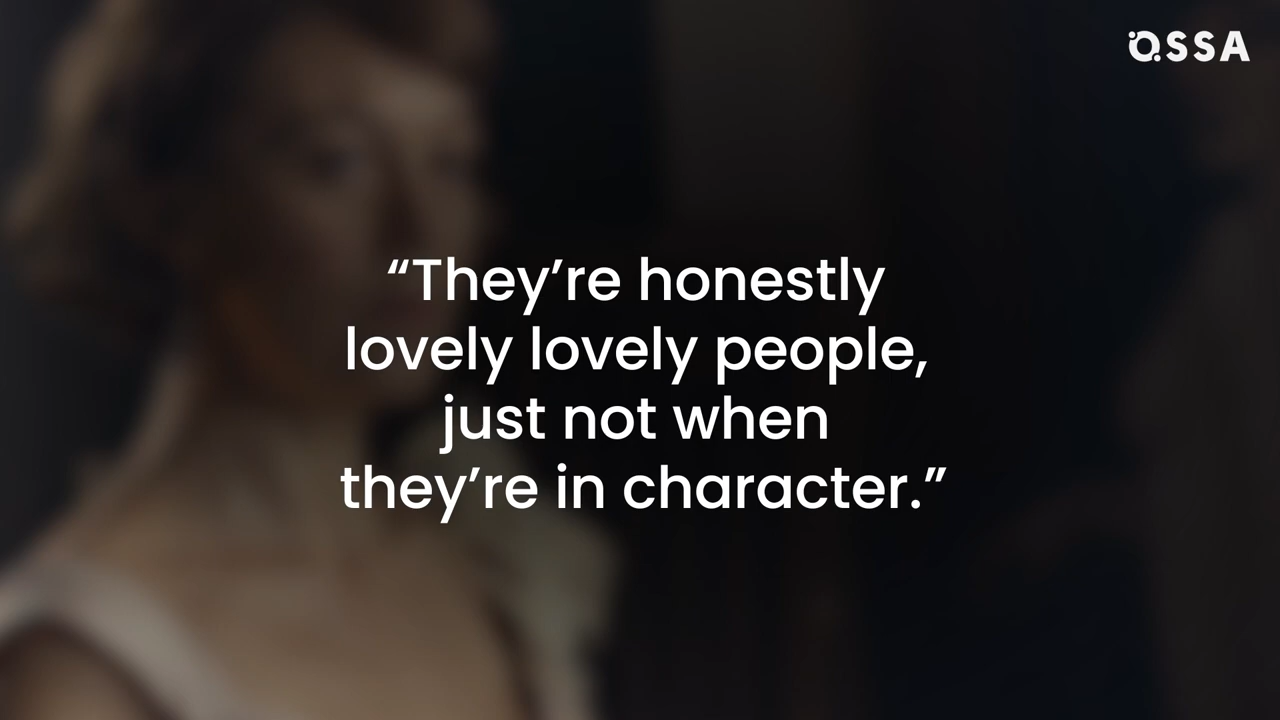 OSSA
“They’re honestly
lovely lovely people,
just not when
they’re in character.”